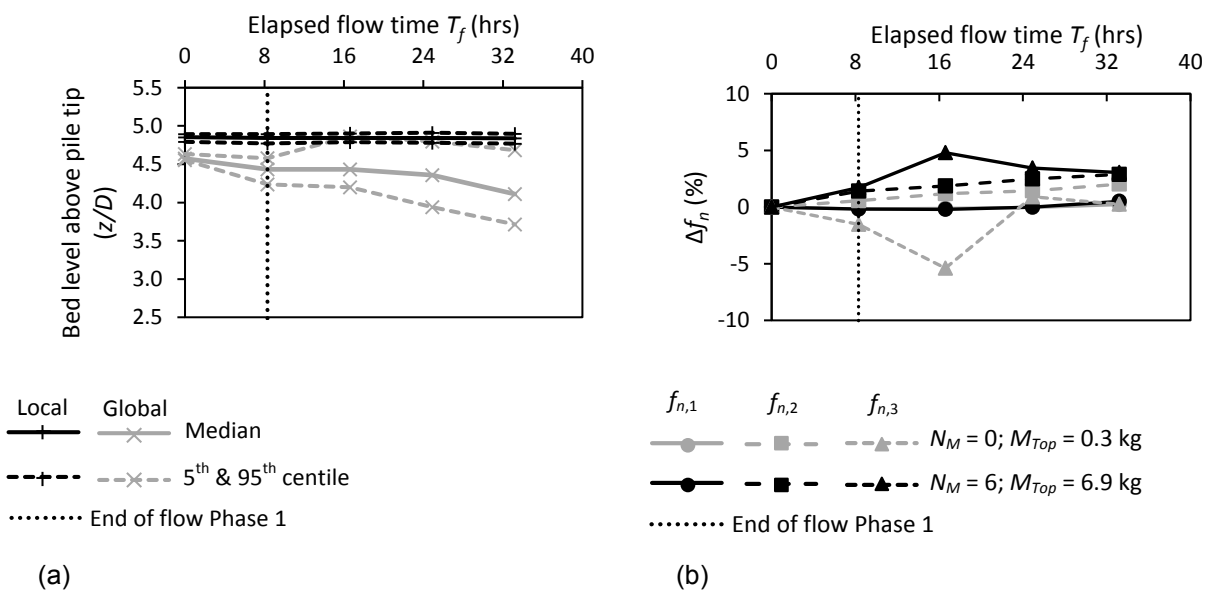 Elapsed flow time T_f (hrs)
0 8 16 24 32 40
5.5
5.0
4.5
4.0
3.5
3.0
2.5
Bed level above pile tip
(z/D)
Local Global
Median
5th & 95th centile
End of flow Phase 1
(a)
Elapsed flow time T_f (hrs)
0 8 16 24 32 40
10
5
0
-5
-10
Δf_n (%)
f_n,1 f_n,2 f_n,3
N_M = 0; M_Top = 0.3 kg
N_M = 6; M_Top = 6.9 kg
End of flow Phase 1
(b)